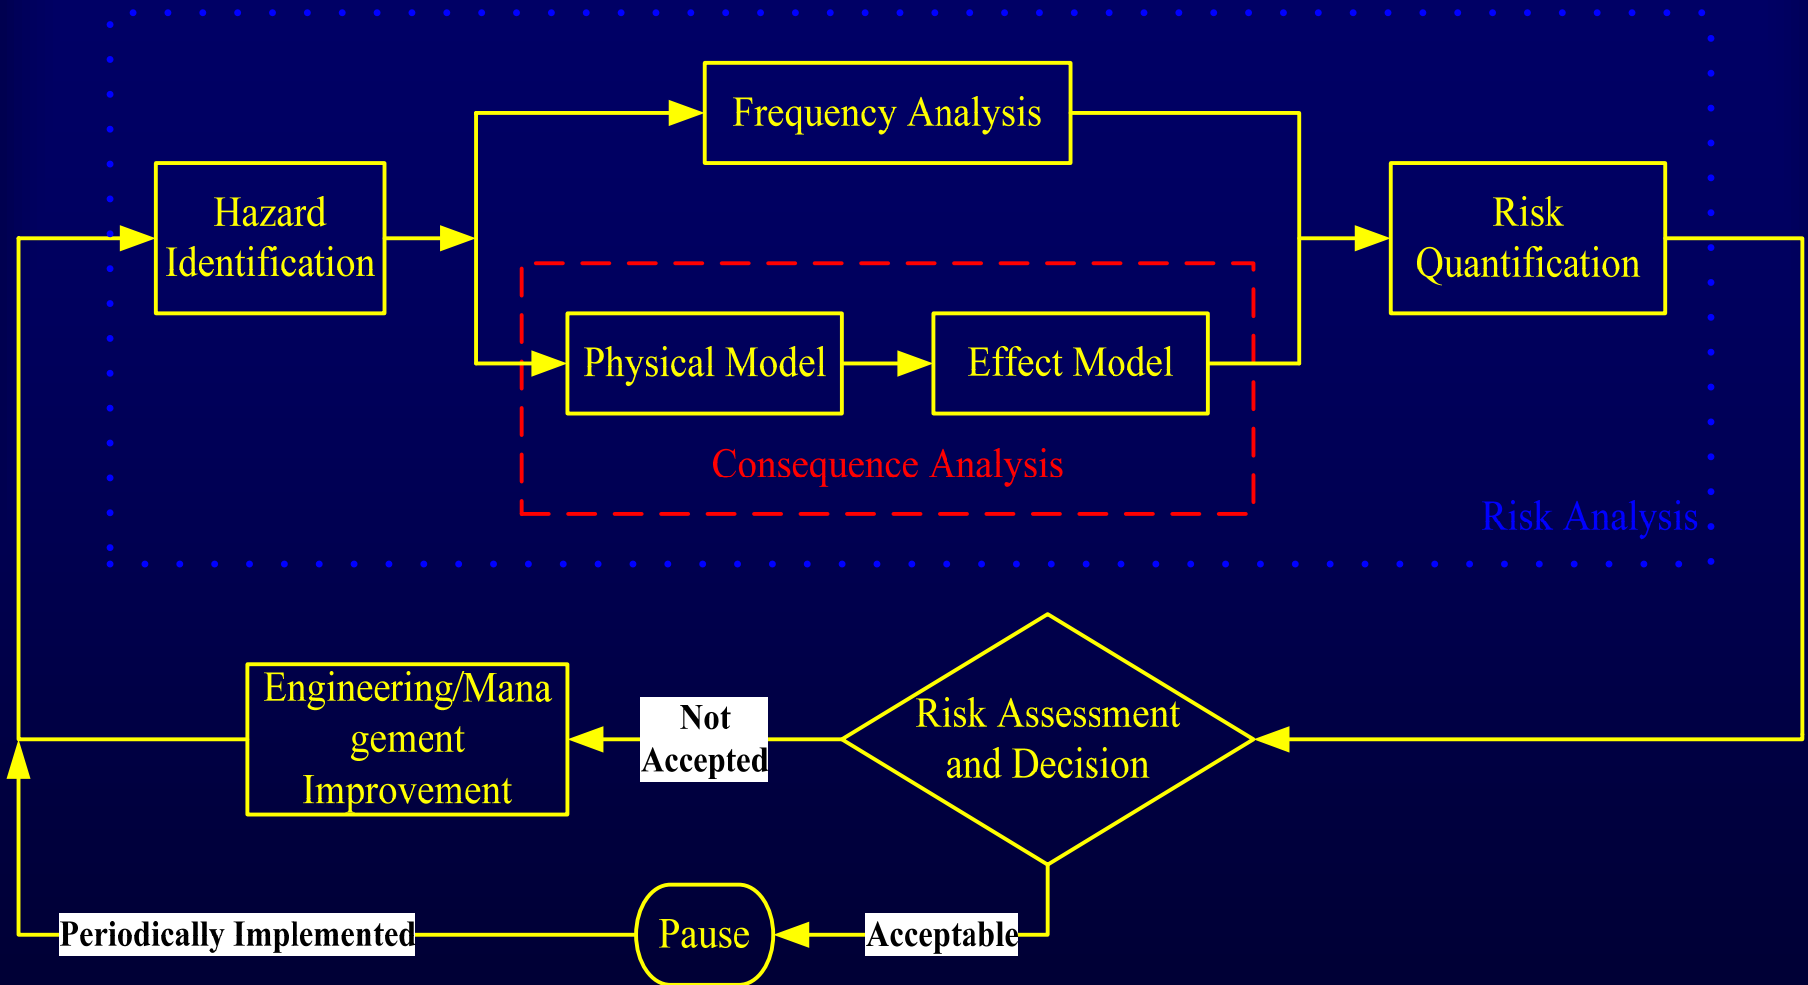 Frequency Analysis
Hazard
Identification
Risk
Quantification
Physical Model
Effect Model
Consequence Analysis
Risk Analysis
Engineering/Mana
gement
Improvement
Not
Accepted
Risk Assessment
and Decision
Periodically Implemented
Pause
Acceptable